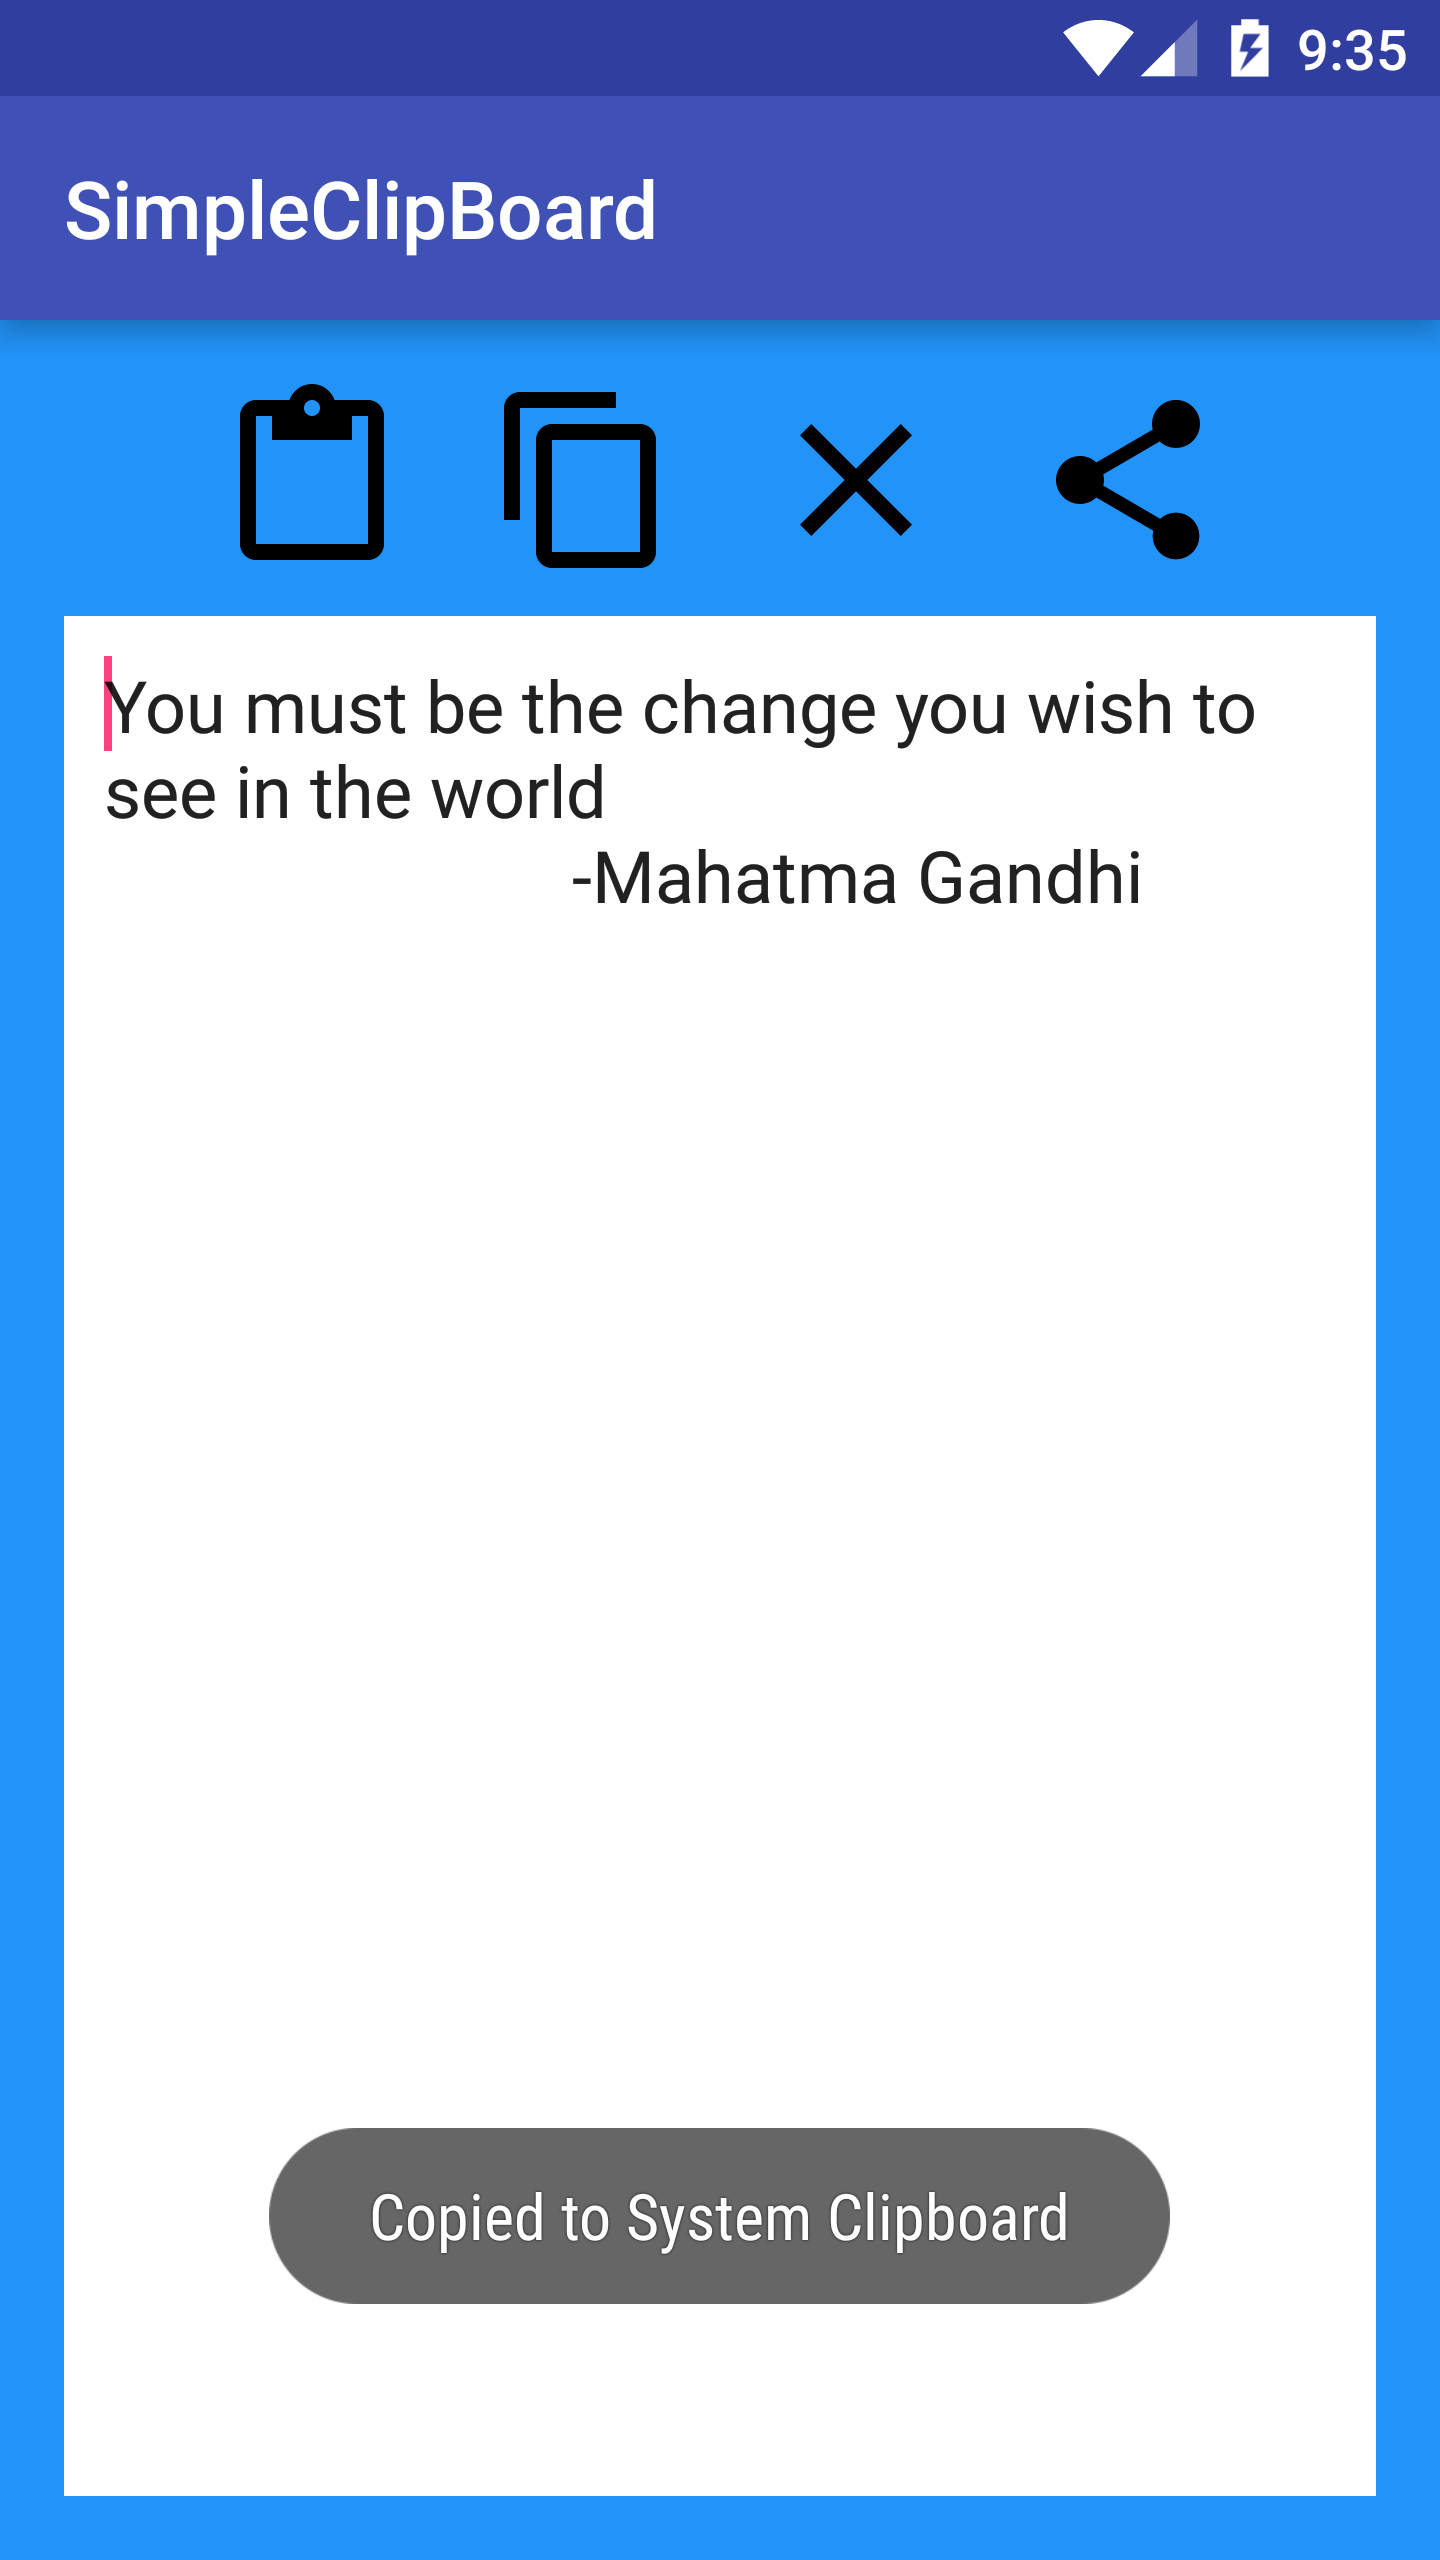 9:35
SimpleClipBoard
You must be the change you wish to
see in the world
-Mahatma Gandhi
Copied to System Clipboard